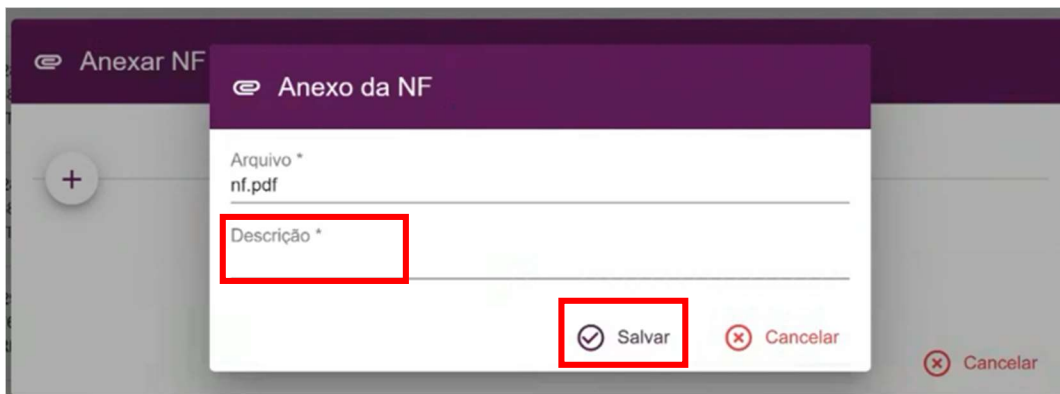 Anexar NF
Anexo da NF
Arquivo *
nf.pdf
Descrição *
Salvar
Cancelar
Cancelar